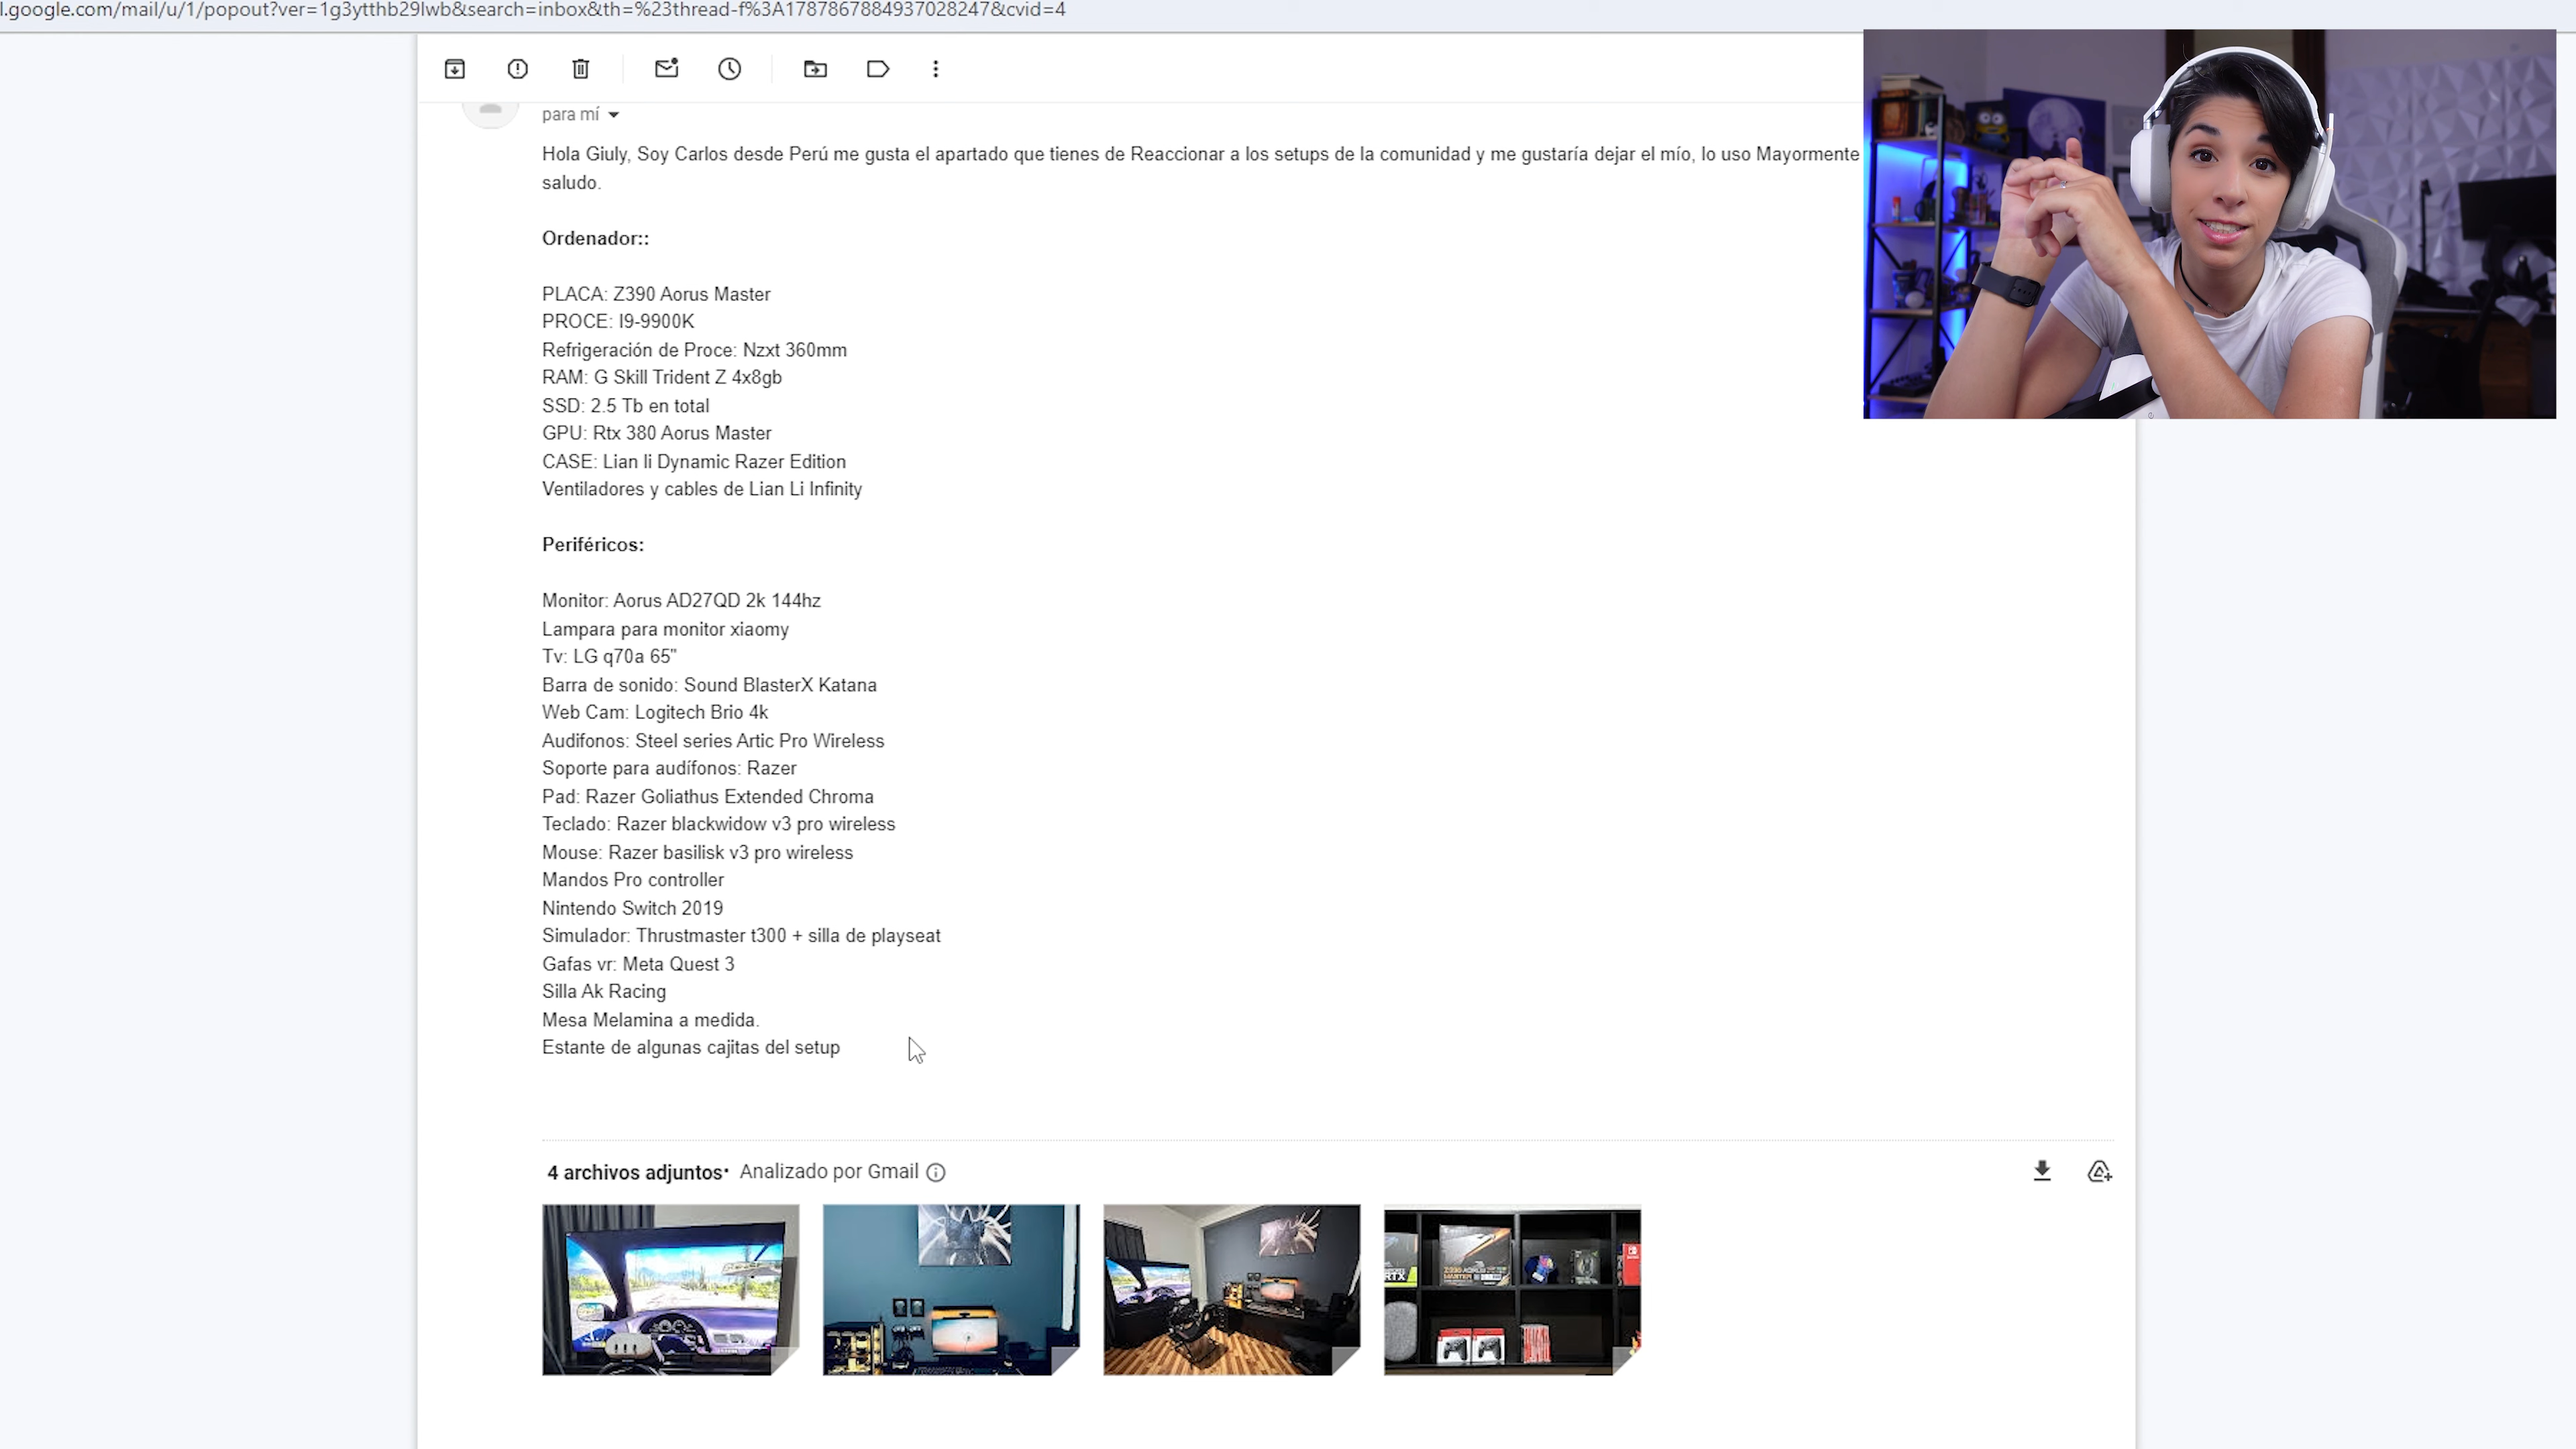 l.google.com/mail/u/1/popout?ver=1g3ytthb29lwb&search=inbox&th=%23thread-f%3A1787867884937028247&cvid=4
para mí
Hola Giuly, Soy Carlos desde Perú me gusta el apartado que tienes de Reaccionar a los setups de la comunidad y me gustaría dejar el mío, lo uso Mayormente
saludo.
Ordenador::
PLACA: Z390 Aorus Master
PROCE: I9-9900K
Refrigeración de Proce: Nzxt 360mm
RAM: G Skill Trident Z 4x8gb
SSD: 2.5 Tb en total
GPU: Rtx 380 Aorus Master
CASE: Lian li Dynamic Razer Edition
Ventiladores y cables de Lian Li Infinity
Periféricos:
Monitor: Aorus AD27QD 2k 144hz
Lampara para monitor xiaomy
Tv: LG q70a 65"
Barra de sonido: Sound BlasterX Katana
Web Cam: Logitech Brio 4k
Audifonos: Steel series Artic Pro Wireless
Soporte para audífonos: Razer
Pad: Razer Goliathus Extended Chroma
Teclado: Razer blackwidow v3 pro wireless
Mouse: Razer basilisk v3 pro wireless
Mandos Pro controller
Nintendo Switch 2019
Simulador: Thrustmaster t300 + silla de playseat
Gafas vr: Meta Quest 3
Silla Ak Racing
Mesa Melamina a medida.
Estante de algunas cajitas del setup
4 archivos adjuntos• Analizado por Gmail
RTX
Z390 AORUS
MASTER